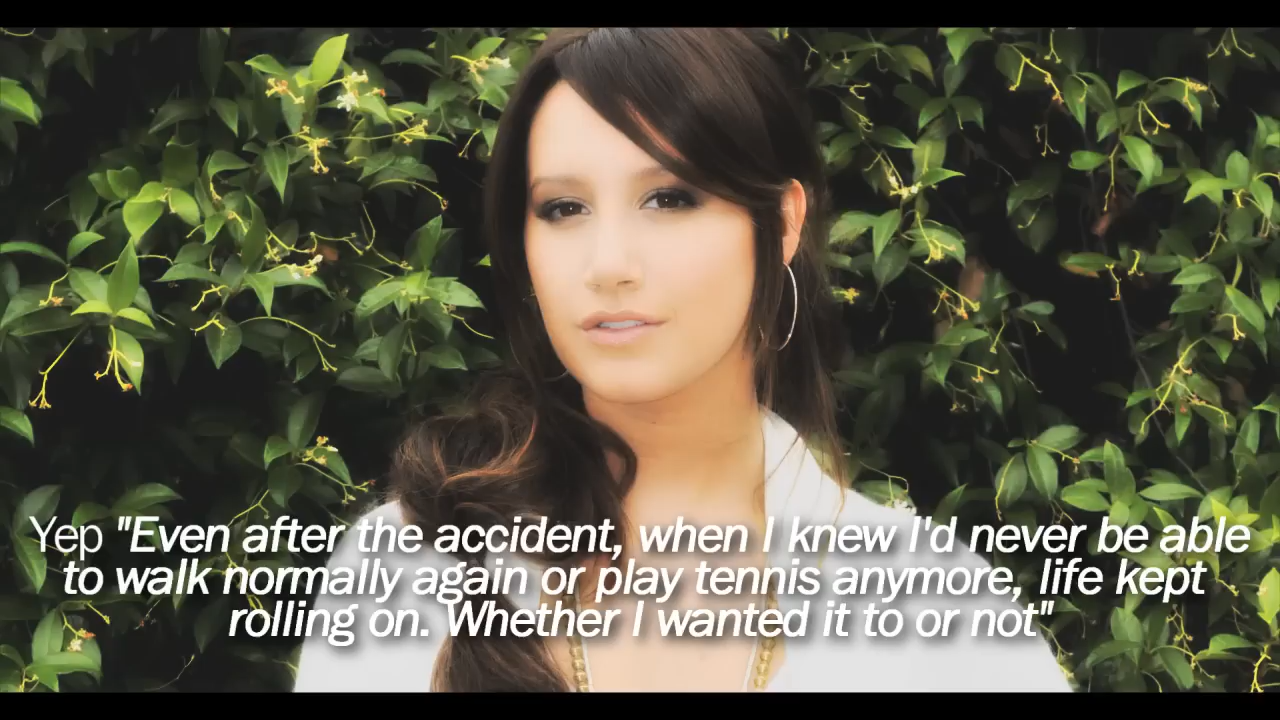 Yep "Even after the accident, when I knew I'd never be able
to walk normally again or play tennis anymore, life kept
rolling on. Whether I wanted it to or not"